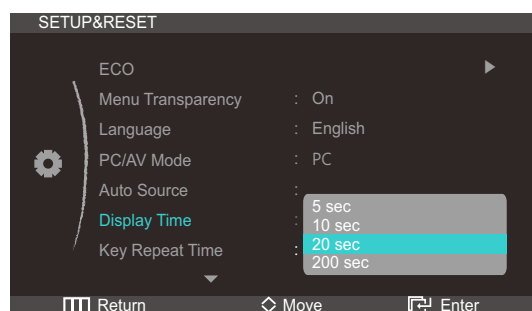 SETUP&RESET
ECO
Menu Transparency : On
Language : English
PC/AV Mode : PC
Auto Source :
Display Time :
Key Repeat Time :
5 sec
10 sec
20 sec
200 sec
Return Move Enter